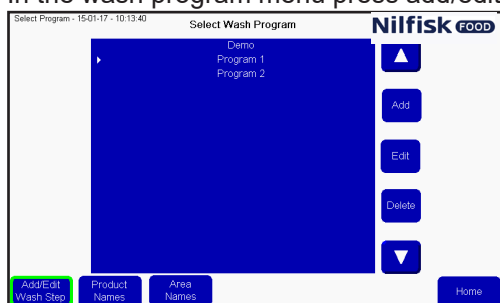 In the wash program menu press add/edit
Select Program - 15-01-17 - 10:13:40
Select Wash Program
Nilfisk FOOD
Demo
Program 1
Program 2
Add
Edit
Delete
Add/Edit
Wash Step
Product
Names
Area
Names
Home